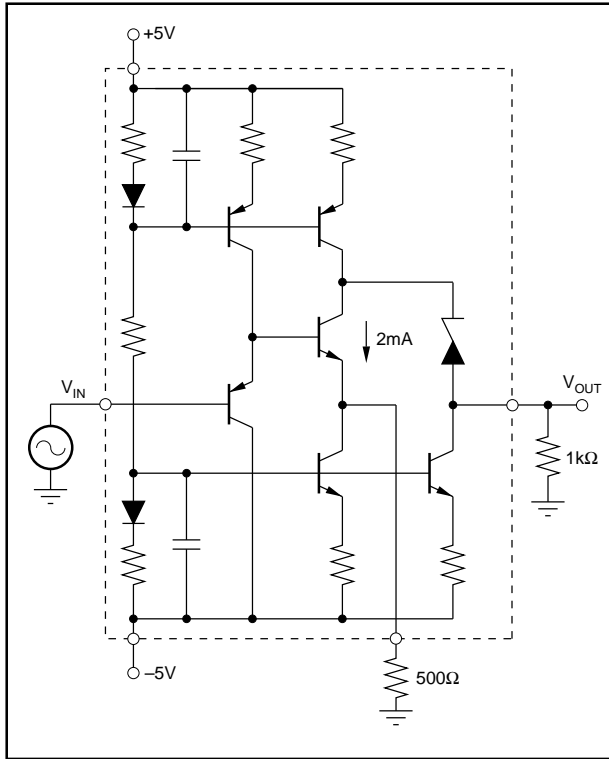 +5V
2mA
V_IN
V_OUT
1kΩ
–5V
500Ω